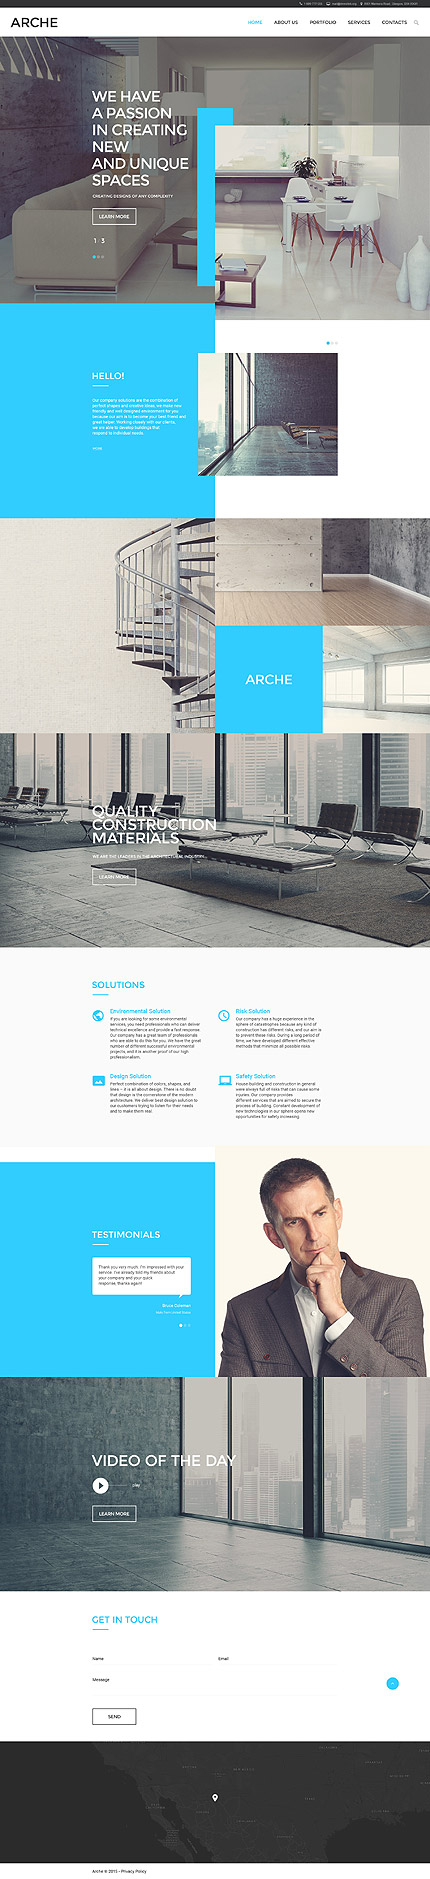 ARCHE
HOME ABOUT US PORTFOLIO SERVICES CONTACTS
WE HAVE
A PASSION
IN CREATING
NEW
AND UNIQUE
SPACES
CREATING DESIGNS OF ANY COMPLEXITY
LEARN MORE
1 3
HELLO!
Our company solutions are the combination of
perfect shapes and creative ideas, we make new
friendly and well designed environment for you
because our aim is to become your best friend and
great helper. Working closely with our clients,
we are able to develop buildings that
respond to individual needs.
MORE
ARCHE
QUALITY
CONSTRUCTION
MATERIALS
WE ARE THE LEADERS IN THE ARCHITECTURAL INDUSTRY
LEARN MORE
SOLUTIONS
Environmental Solution
If you are looking for some environmental
services, you need professionals who can deliver
technical excellence and provide a fast response.
Our company has a great team of professionals
who are able to do this for you. We have the great
number of different successful environmental
projects, and it is another proof of our high
professionalism.
Risk Solution
Our company has a huge experience in the
sphere of catastrophes because any kind of
construction has different risks, and our aim is
to prevent these risks. During a long period of
time, we have developed different effective
methods that minimize all possible risks.
Design Solution
Perfect combination of colors, shapes, and
lines – it is all about design. There is no doubt
that design is the cornerstone of the modern
architecture. We deliver best design solution to
our customers trying to listen for their needs
and to make them real.
Safety Solution
House building and construction in general
were always full of risks that can cause some
injuries. Our company provides
different services that are aimed to secure the
process of building. Constant development of
new technologies in our sphere opens new
opportunities for safety increasing.
TESTIMONIALS
Thank you very much. I'm impressed with your
service. I've already told my friends about
your company and your quick
response, thanks again!
Bruce Coleman
VIDEO OF THE DAY
play
LEARN MORE
GET IN TOUCH
Name Email
Message
SEND
Arche © 2015 • Privacy Policy